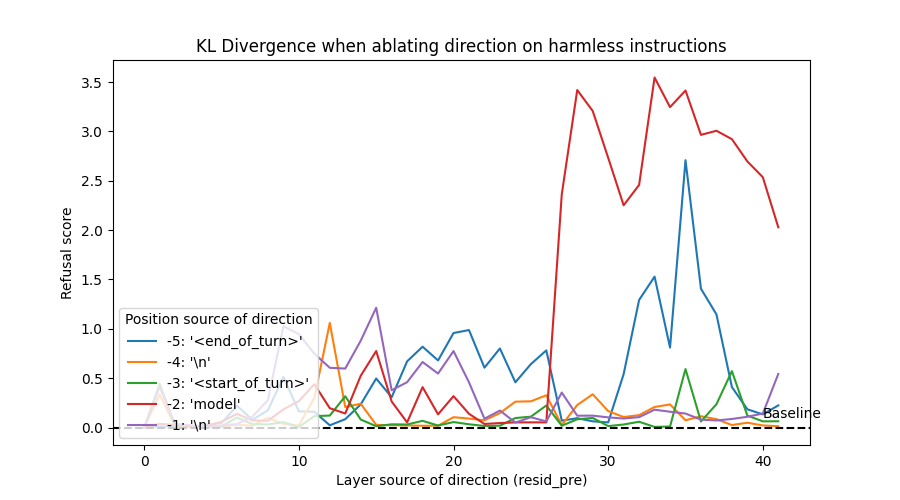 KL Divergence when ablating direction on harmless instructions
Refusal score
3.5
3.0
2.5
2.0
1.5
1.0
0.5
0.0
Position source of direction
-5: '<end_of_turn>'
-4: '\n'
-3: '<start_of_turn>'
-2: 'model'
-1: '\n'
Baseline
0
10
20
30
40
Layer source of direction (resid_pre)